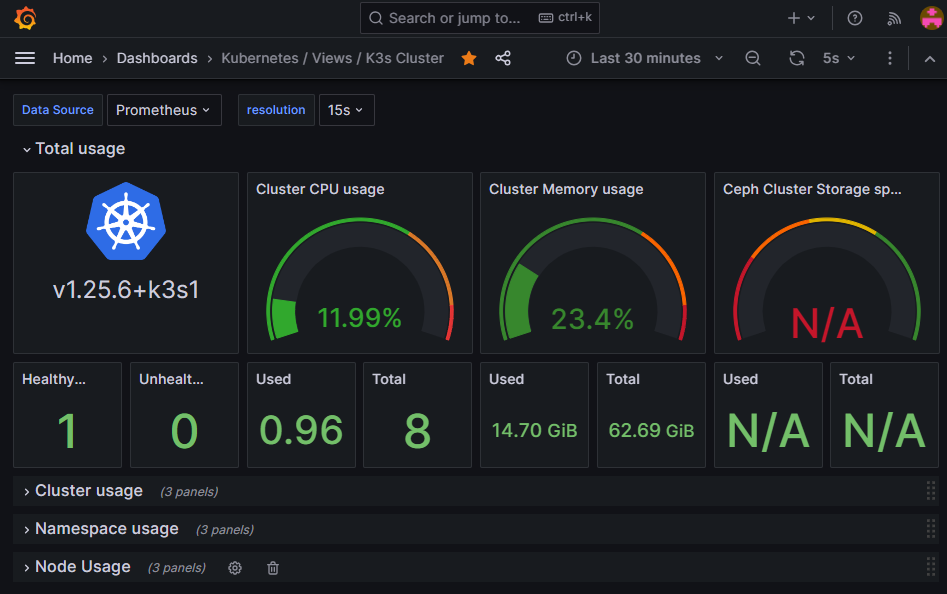 Search or jump to... ctrl+k
Home › Dashboards › Kubernetes / Views / K3s Cluster Last 30 minutes 5s
Data Source Prometheus resolution 15s
Total usage
v1.25.6+k3s1
Cluster CPU usage
11.99%
Cluster Memory usage
23.4%
Ceph Cluster Storage sp...
N/A
Healthy...
1
Unhealt...
0
Used
0.96
Total
8
Used
14.70 GiB
Total
62.69 GiB
Used
N/A
Total
N/A
Cluster usage (3 panels)
Namespace usage (3 panels)
Node Usage (3 panels)